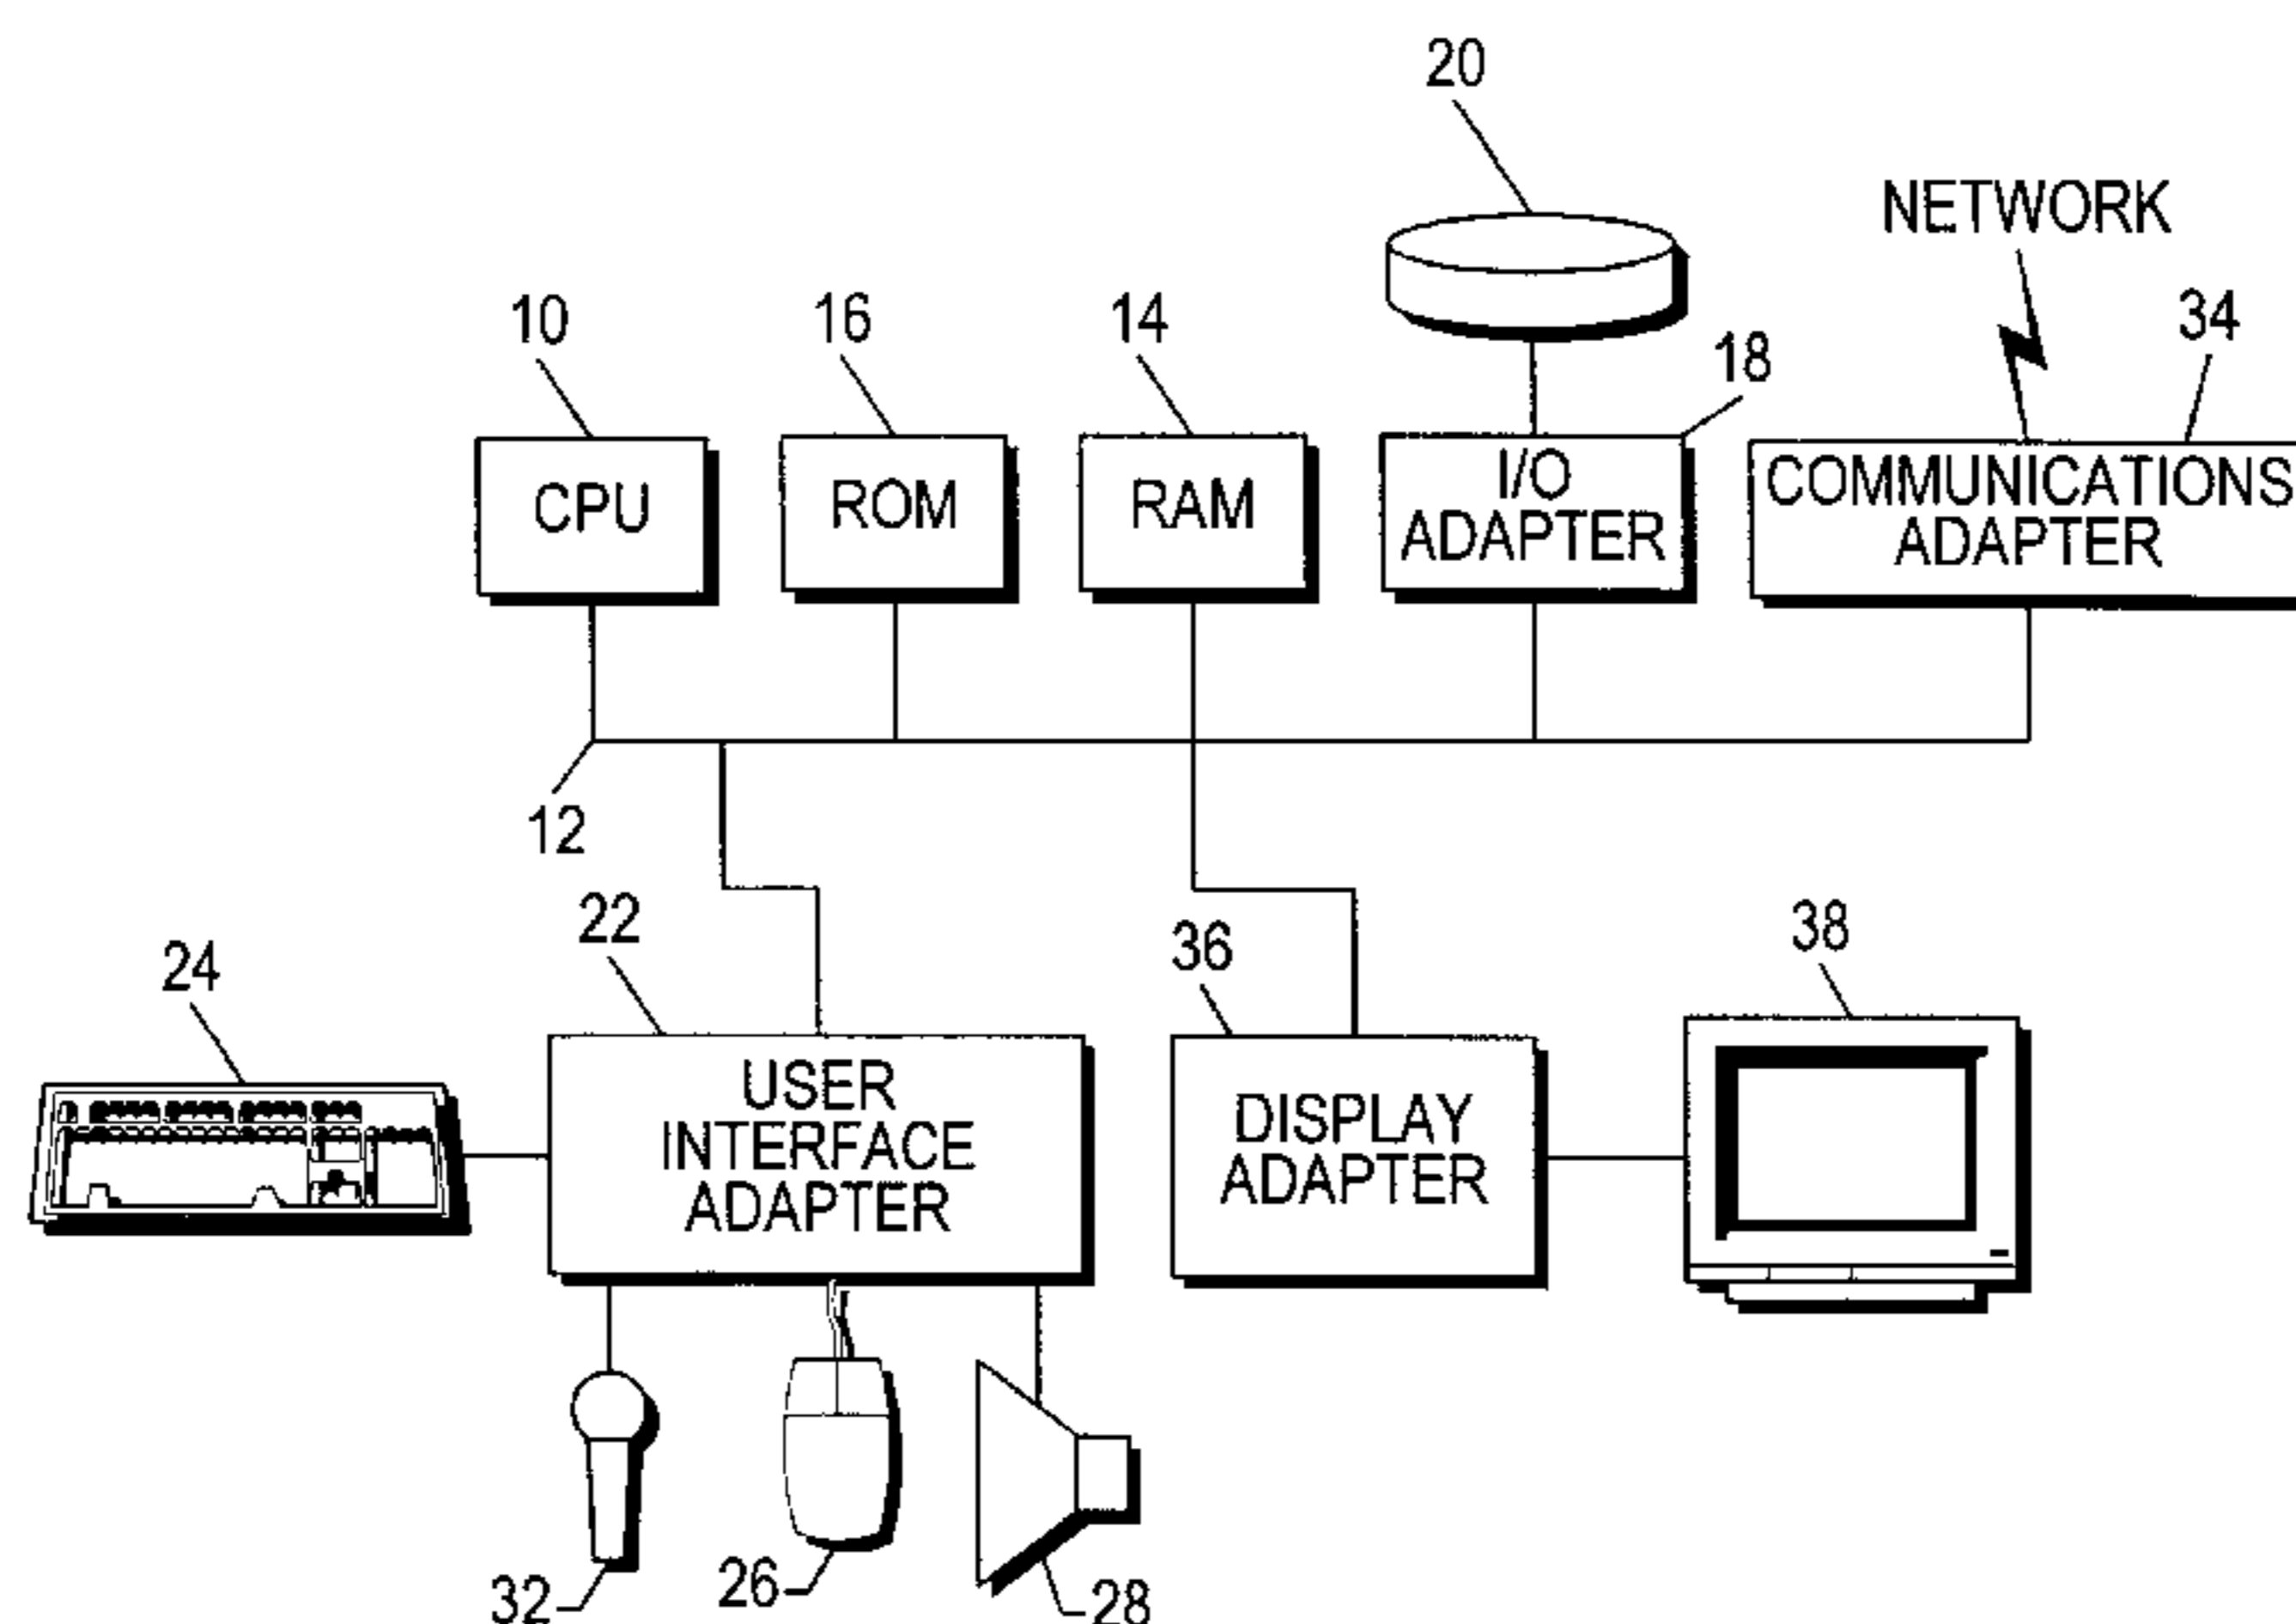 20
NETWORK
10
16
14
18
34
CPU
ROM
RAM
I/O
ADAPTER
COMMUNICATIONS
ADAPTER
12
22
36
38
24
USER
INTERFACE
ADAPTER
DISPLAY
ADAPTER
32
26
28